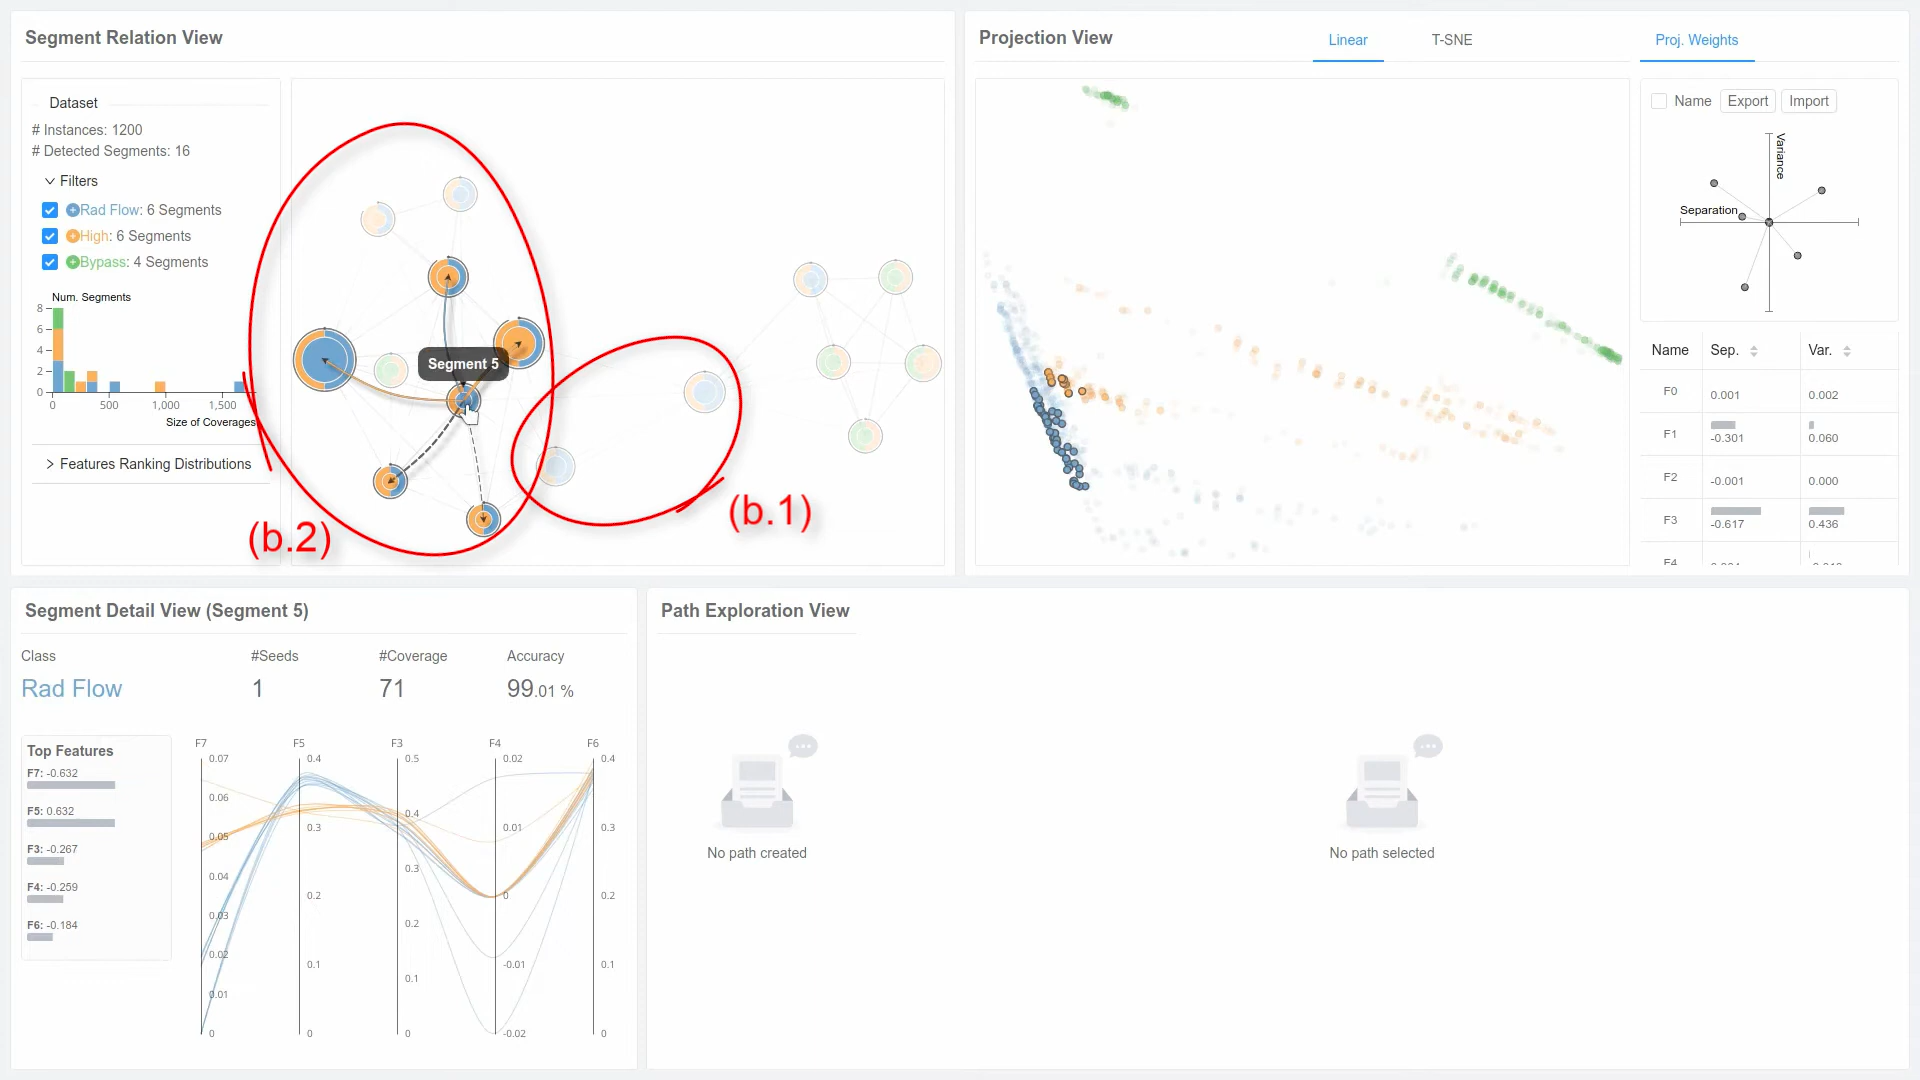 Segment Relation View
Dataset
# Instances: 1200
# Detected Segments: 16
Filters
Rad Flow: 6 Segments
High: 6 Segments
Bypass: 4 Segments
Num. Segments
8
6
4
2
0
0
500
1,000
1,500
Size of Coverages
Features Ranking Distributions
Segment 5
(b.1)
(b.2)
Projection View
Linear
T-SNE
Proj. Weights
Name
Export
Import
Variance
Separation
Name Sep. Var.
F0 0.001 0.002
F1 -0.301 0.060
F2 -0.001 0.000
F3 -0.617 0.436
F4
Segment Detail View (Segment 5)
Class #Seeds #Coverage Accuracy
Rad Flow 1 71 99.01 %
Top Features
F7: -0.632
F5: 0.632
F3: -0.267
F4: -0.259
F6: -0.184
F7
0.07
0.06
0.05
0.04
0.03
0.02
0.01
0
F5
0.4
0.3
0.2
0.1
0
F3
0.5
0.4
0.3
0.2
0.1
0
F4
0.02
0.01
0
-0.01
-0.02
F6
0.4
0.3
0.2
0.1
0
Path Exploration View
No path created
No path selected